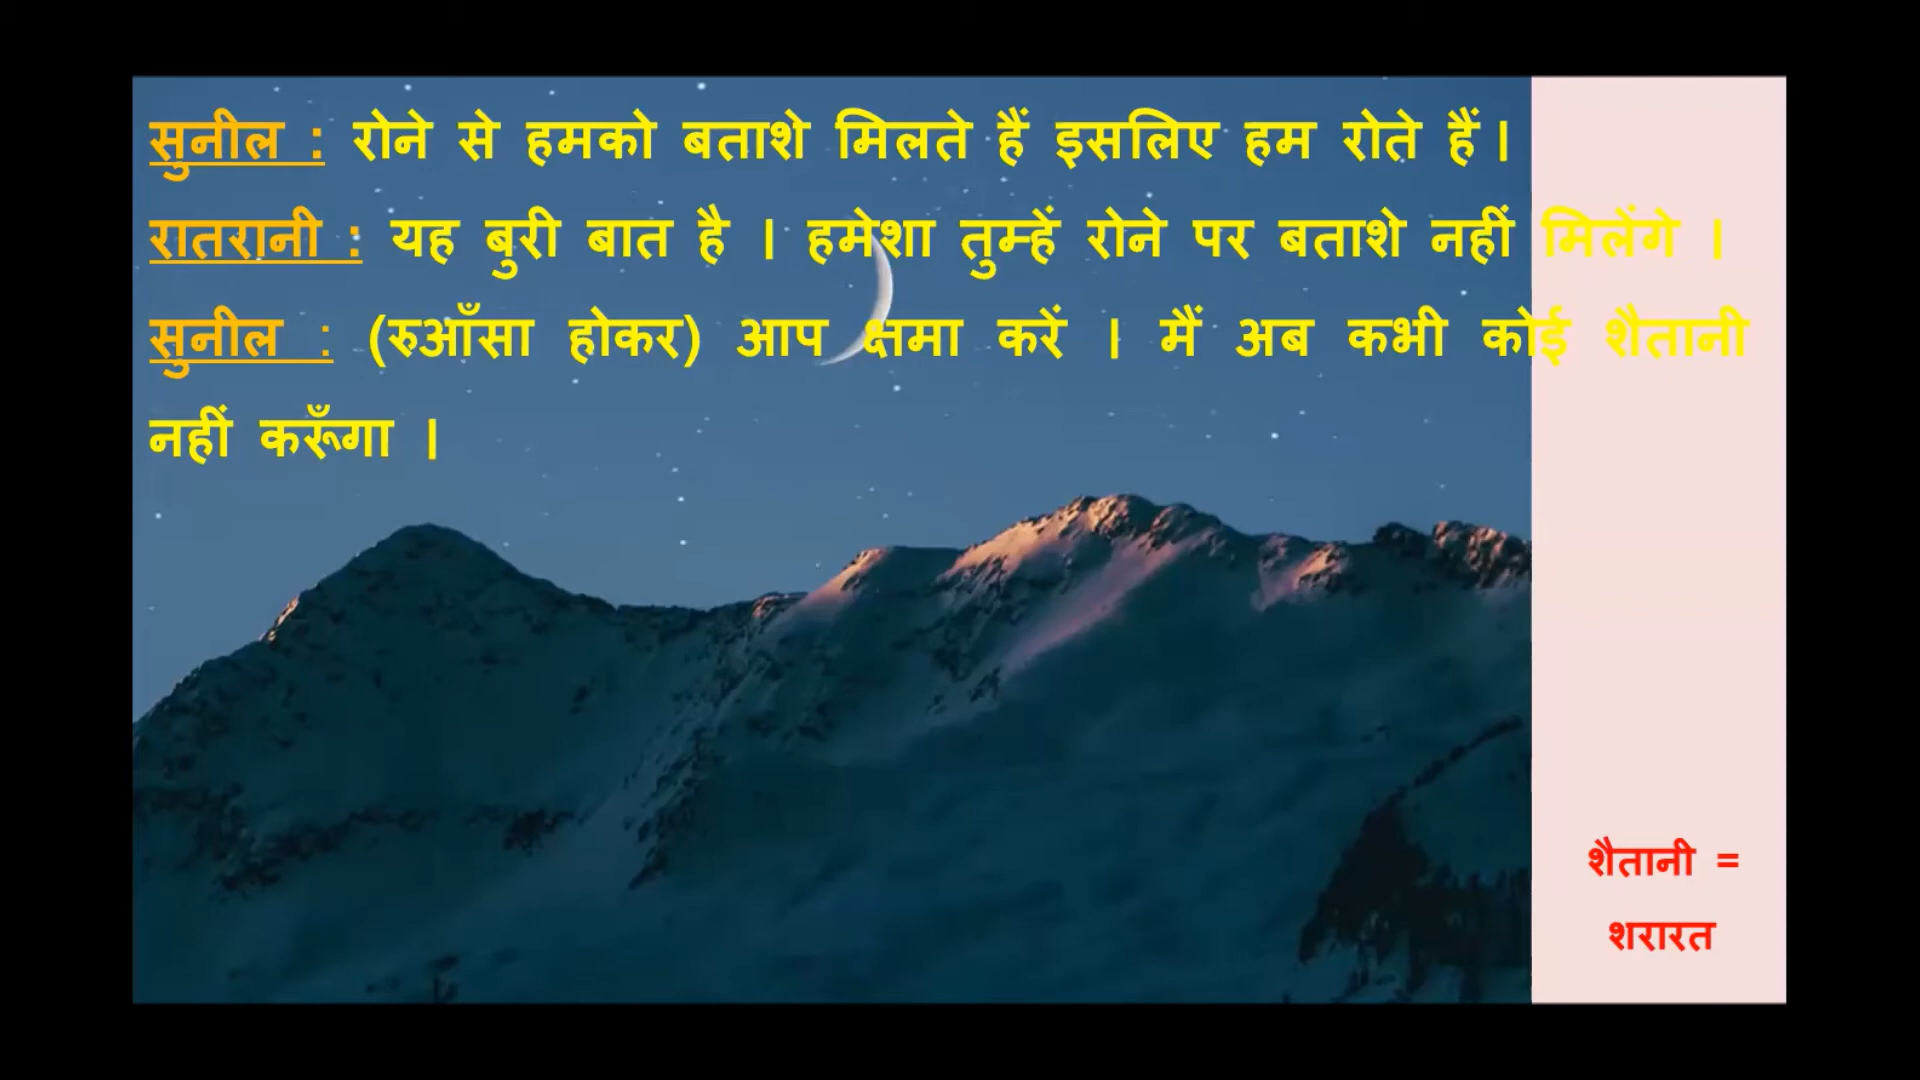 सुनील : रोने से हमको बताशे मिलते हैं इसलिए हम रोते हैं।
रातरानी : यह बुरी बात है । हमेशा तुम्हें रोने पर बताशे नहीं मिलेंगे ।
सुनील : (रुआँसा होकर) आप क्षमा करें । मैं अब कभी कोई शैतानी
नहीं करूँगा ।
शैतानी =
शरारत